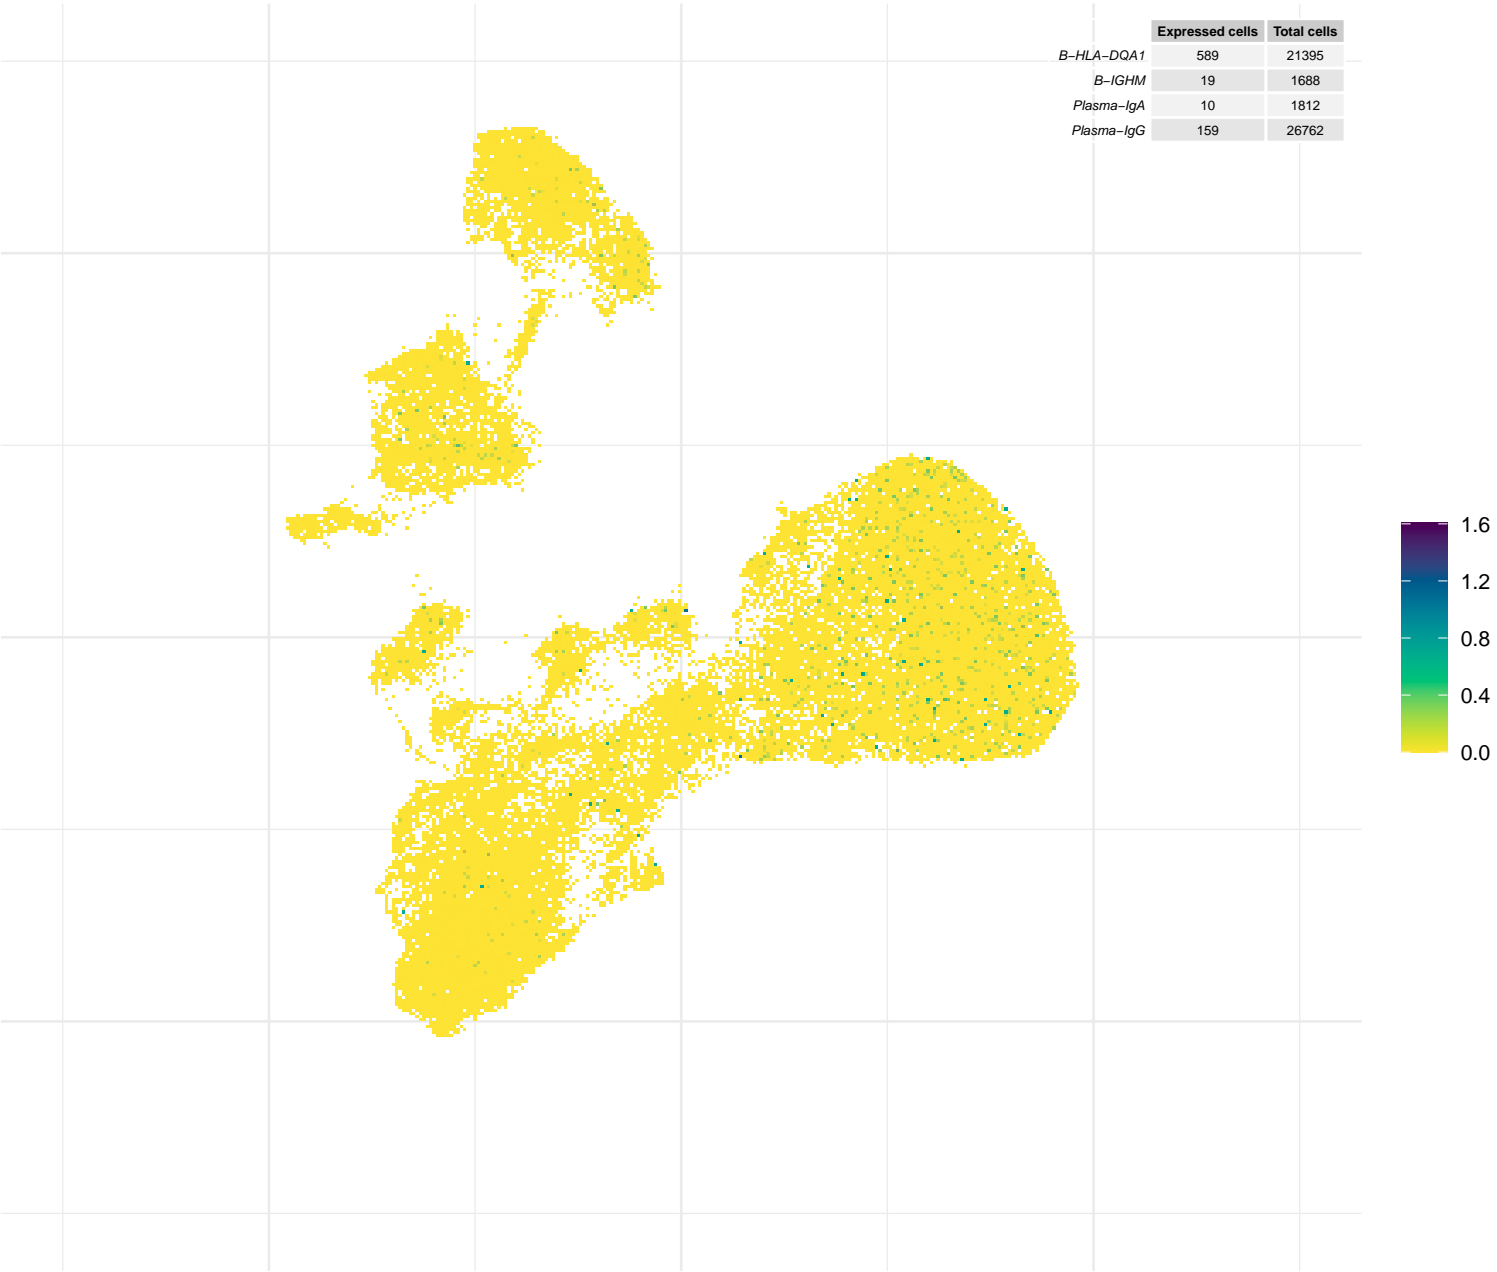 Expressed cells Total cells
B−HLA−DQA1 589 21395
B−IGHM 19 1688
Plasma−IgA 10 1812
Plasma−IgG 159 26762
1.6
1.2
0.8
0.4
0.0